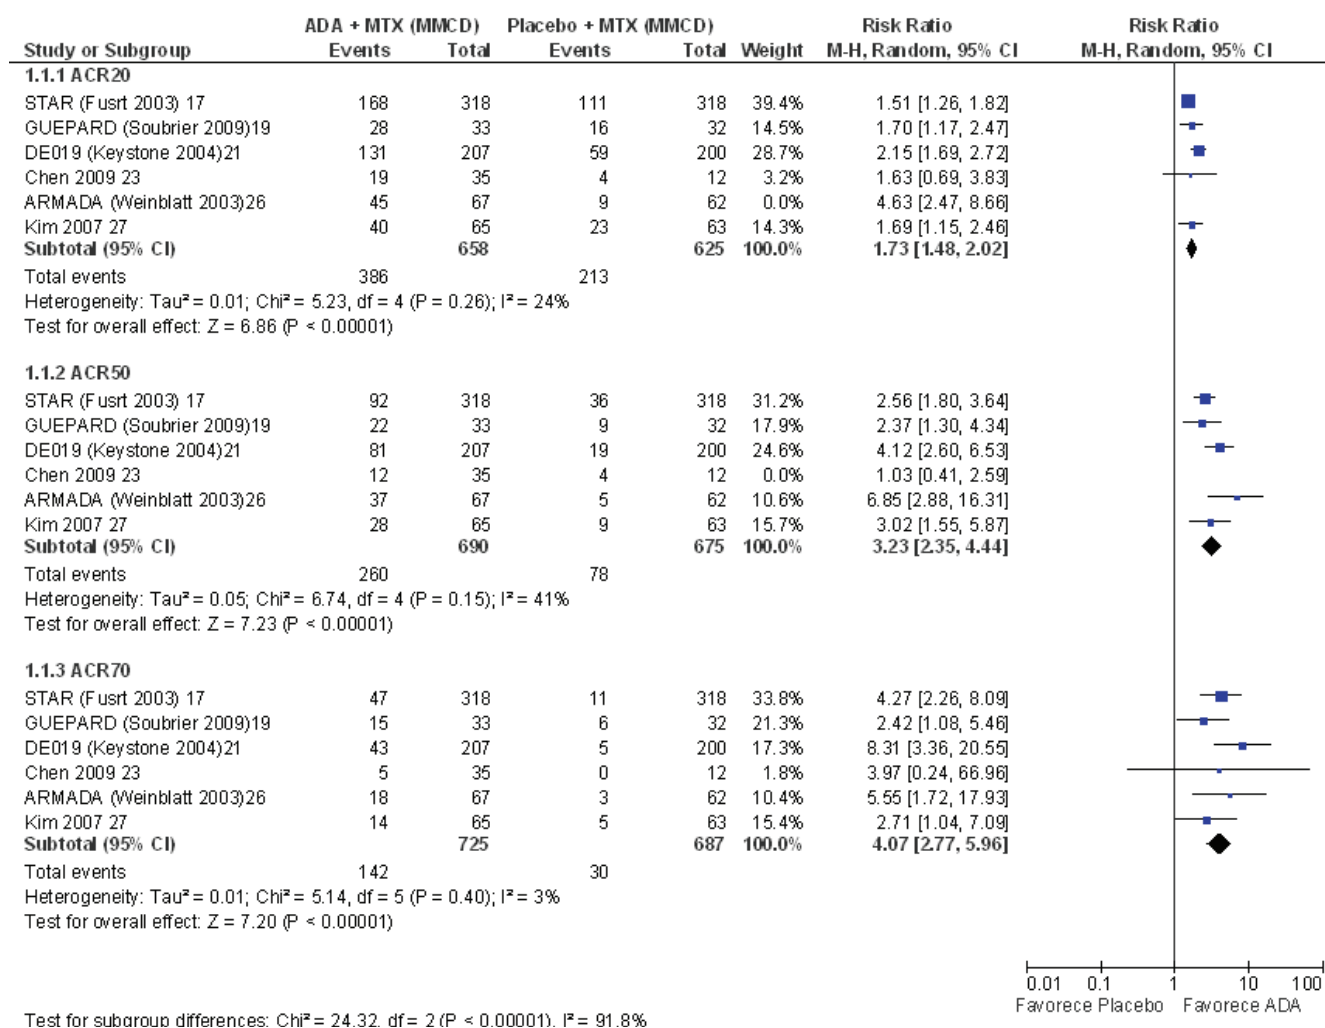 ADA + MTX (MMCD) Placebo + MTX (MMCD) Risk Ratio Risk Ratio
Study or Subgroup Events Total Events Total Weight M-H, Random, 95% CI M-H, Random, 95% CI
1.1.1 ACR20
STAR (Fusrt 2003) 17 168 318 111 318 39.4% 1.51 [1.26, 1.82]
GUEPARD (Soubrier 2009)19 28 33 16 32 14.5% 1.70 [1.17, 2.47]
DE019 (Keystone 2004)21 131 207 59 200 28.7% 2.15 [1.69, 2.72]
Chen 2009 23 19 35 4 12 3.2% 1.63 [0.69, 3.83]
ARMADA (Weinblatt 2003)26 45 67 9 62 0.0% 4.63 [2.47, 8.66]
Kim 2007 27 40 65 23 63 14.3% 1.69 [1.15, 2.46]
Subtotal (95% CI) 658 625 100.0% 1.73 [1.48, 2.02]
Total events 386 213
Heterogeneity: Tau² = 0.01; Chi² = 5.23, df = 4 (P = 0.26); I² = 24%
Test for overall effect: Z = 6.86 (P < 0.00001)
1.1.2 ACR50
STAR (Fusrt 2003) 17 92 318 36 318 31.2% 2.56 [1.80, 3.64]
GUEPARD (Soubrier 2009)19 22 33 9 32 17.9% 2.37 [1.30, 4.34]
DE019 (Keystone 2004)21 81 207 19 200 24.6% 4.12 [2.60, 6.53]
Chen 2009 23 12 35 4 12 0.0% 1.03 [0.41, 2.59]
ARMADA (Weinblatt 2003)26 37 67 5 62 10.6% 6.85 [2.88, 16.31]
Kim 2007 27 28 65 9 63 15.7% 3.02 [1.55, 5.87]
Subtotal (95% CI) 690 675 100.0% 3.23 [2.35, 4.44]
Total events 260 78
Heterogeneity: Tau² = 0.05; Chi² = 6.74, df = 4 (P = 0.15); I² = 41%
Test for overall effect: Z = 7.23 (P < 0.00001)
1.1.3 ACR70
STAR (Fusrt 2003) 17 47 318 11 318 33.8% 4.27 [2.26, 8.09]
GUEPARD (Soubrier 2009)19 15 33 6 32 21.3% 2.42 [1.08, 5.46]
DE019 (Keystone 2004)21 43 207 5 200 17.3% 8.31 [3.36, 20.55]
Chen 2009 23 5 35 0 12 1.8% 3.97 [0.24, 66.96]
ARMADA (Weinblatt 2003)26 18 67 3 62 10.4% 5.55 [1.72, 17.93]
Kim 2007 27 14 65 5 63 15.4% 2.71 [1.04, 7.09]
Subtotal (95% CI) 725 687 100.0% 4.07 [2.77, 5.96]
Total events 142 30
Heterogeneity: Tau² = 0.01; Chi² = 5.14, df = 5 (P = 0.40); I² = 3%
Test for overall effect: Z = 7.20 (P < 0.00001)
0.01 0.1 1 10 100
Favorece Placebo Favorece ADA
Test for subgroup differences: Chi² = 24.32, df = 2 (P < 0.00001), I² = 91.8%